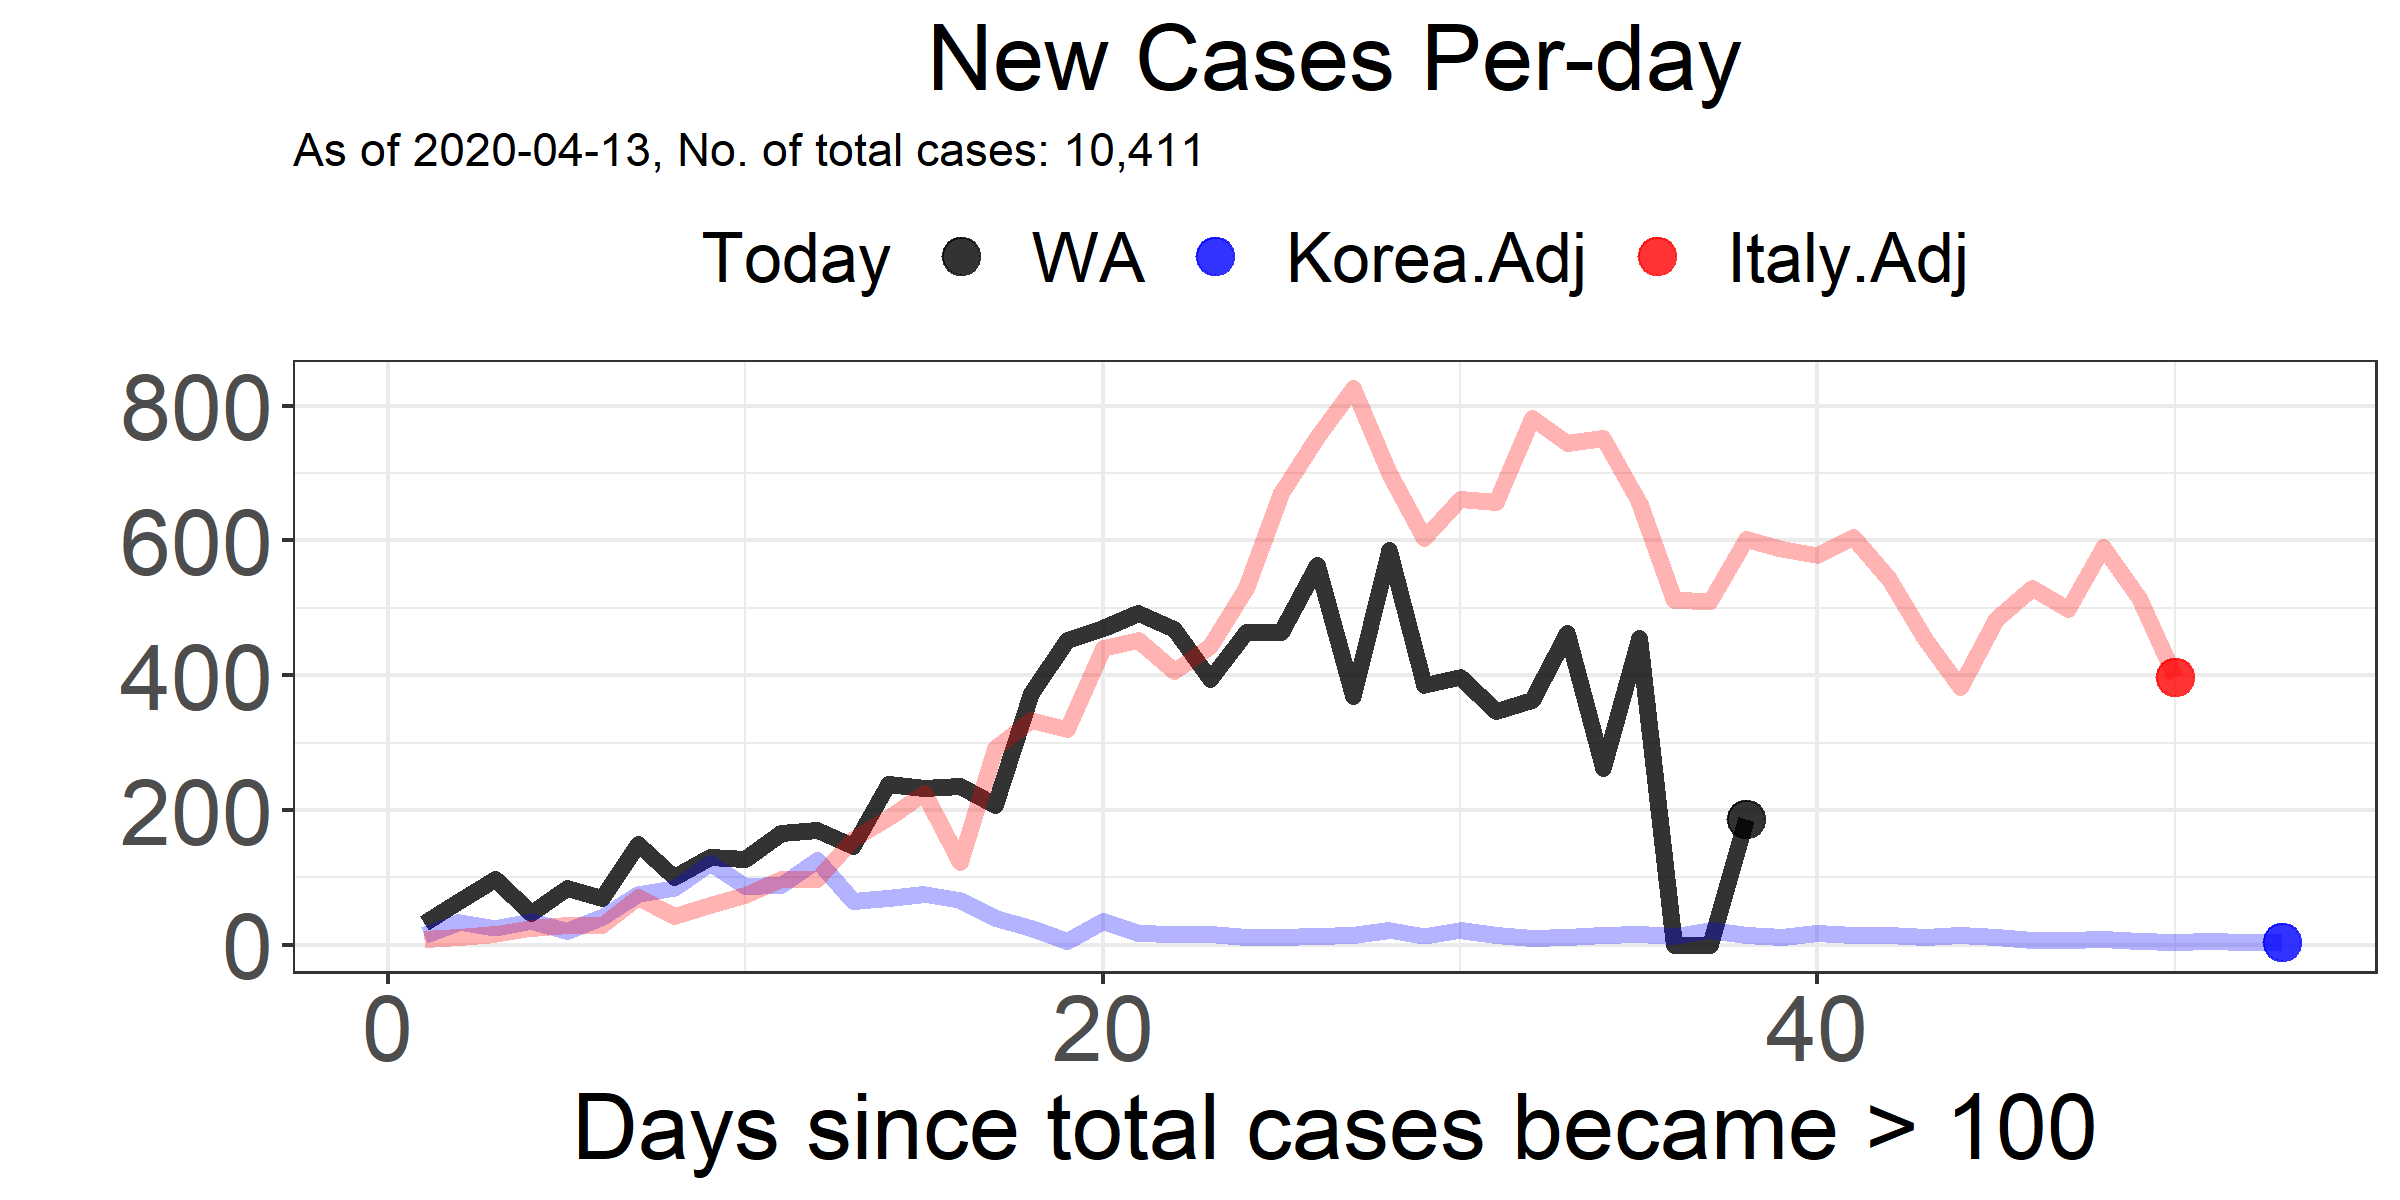 New Cases Per-day
As of 2020-04-13, No. of total cases: 10,411
Today WA Korea.Adj Italy.Adj
800
600
400
200
0
0 20 40
Days since total cases became > 100